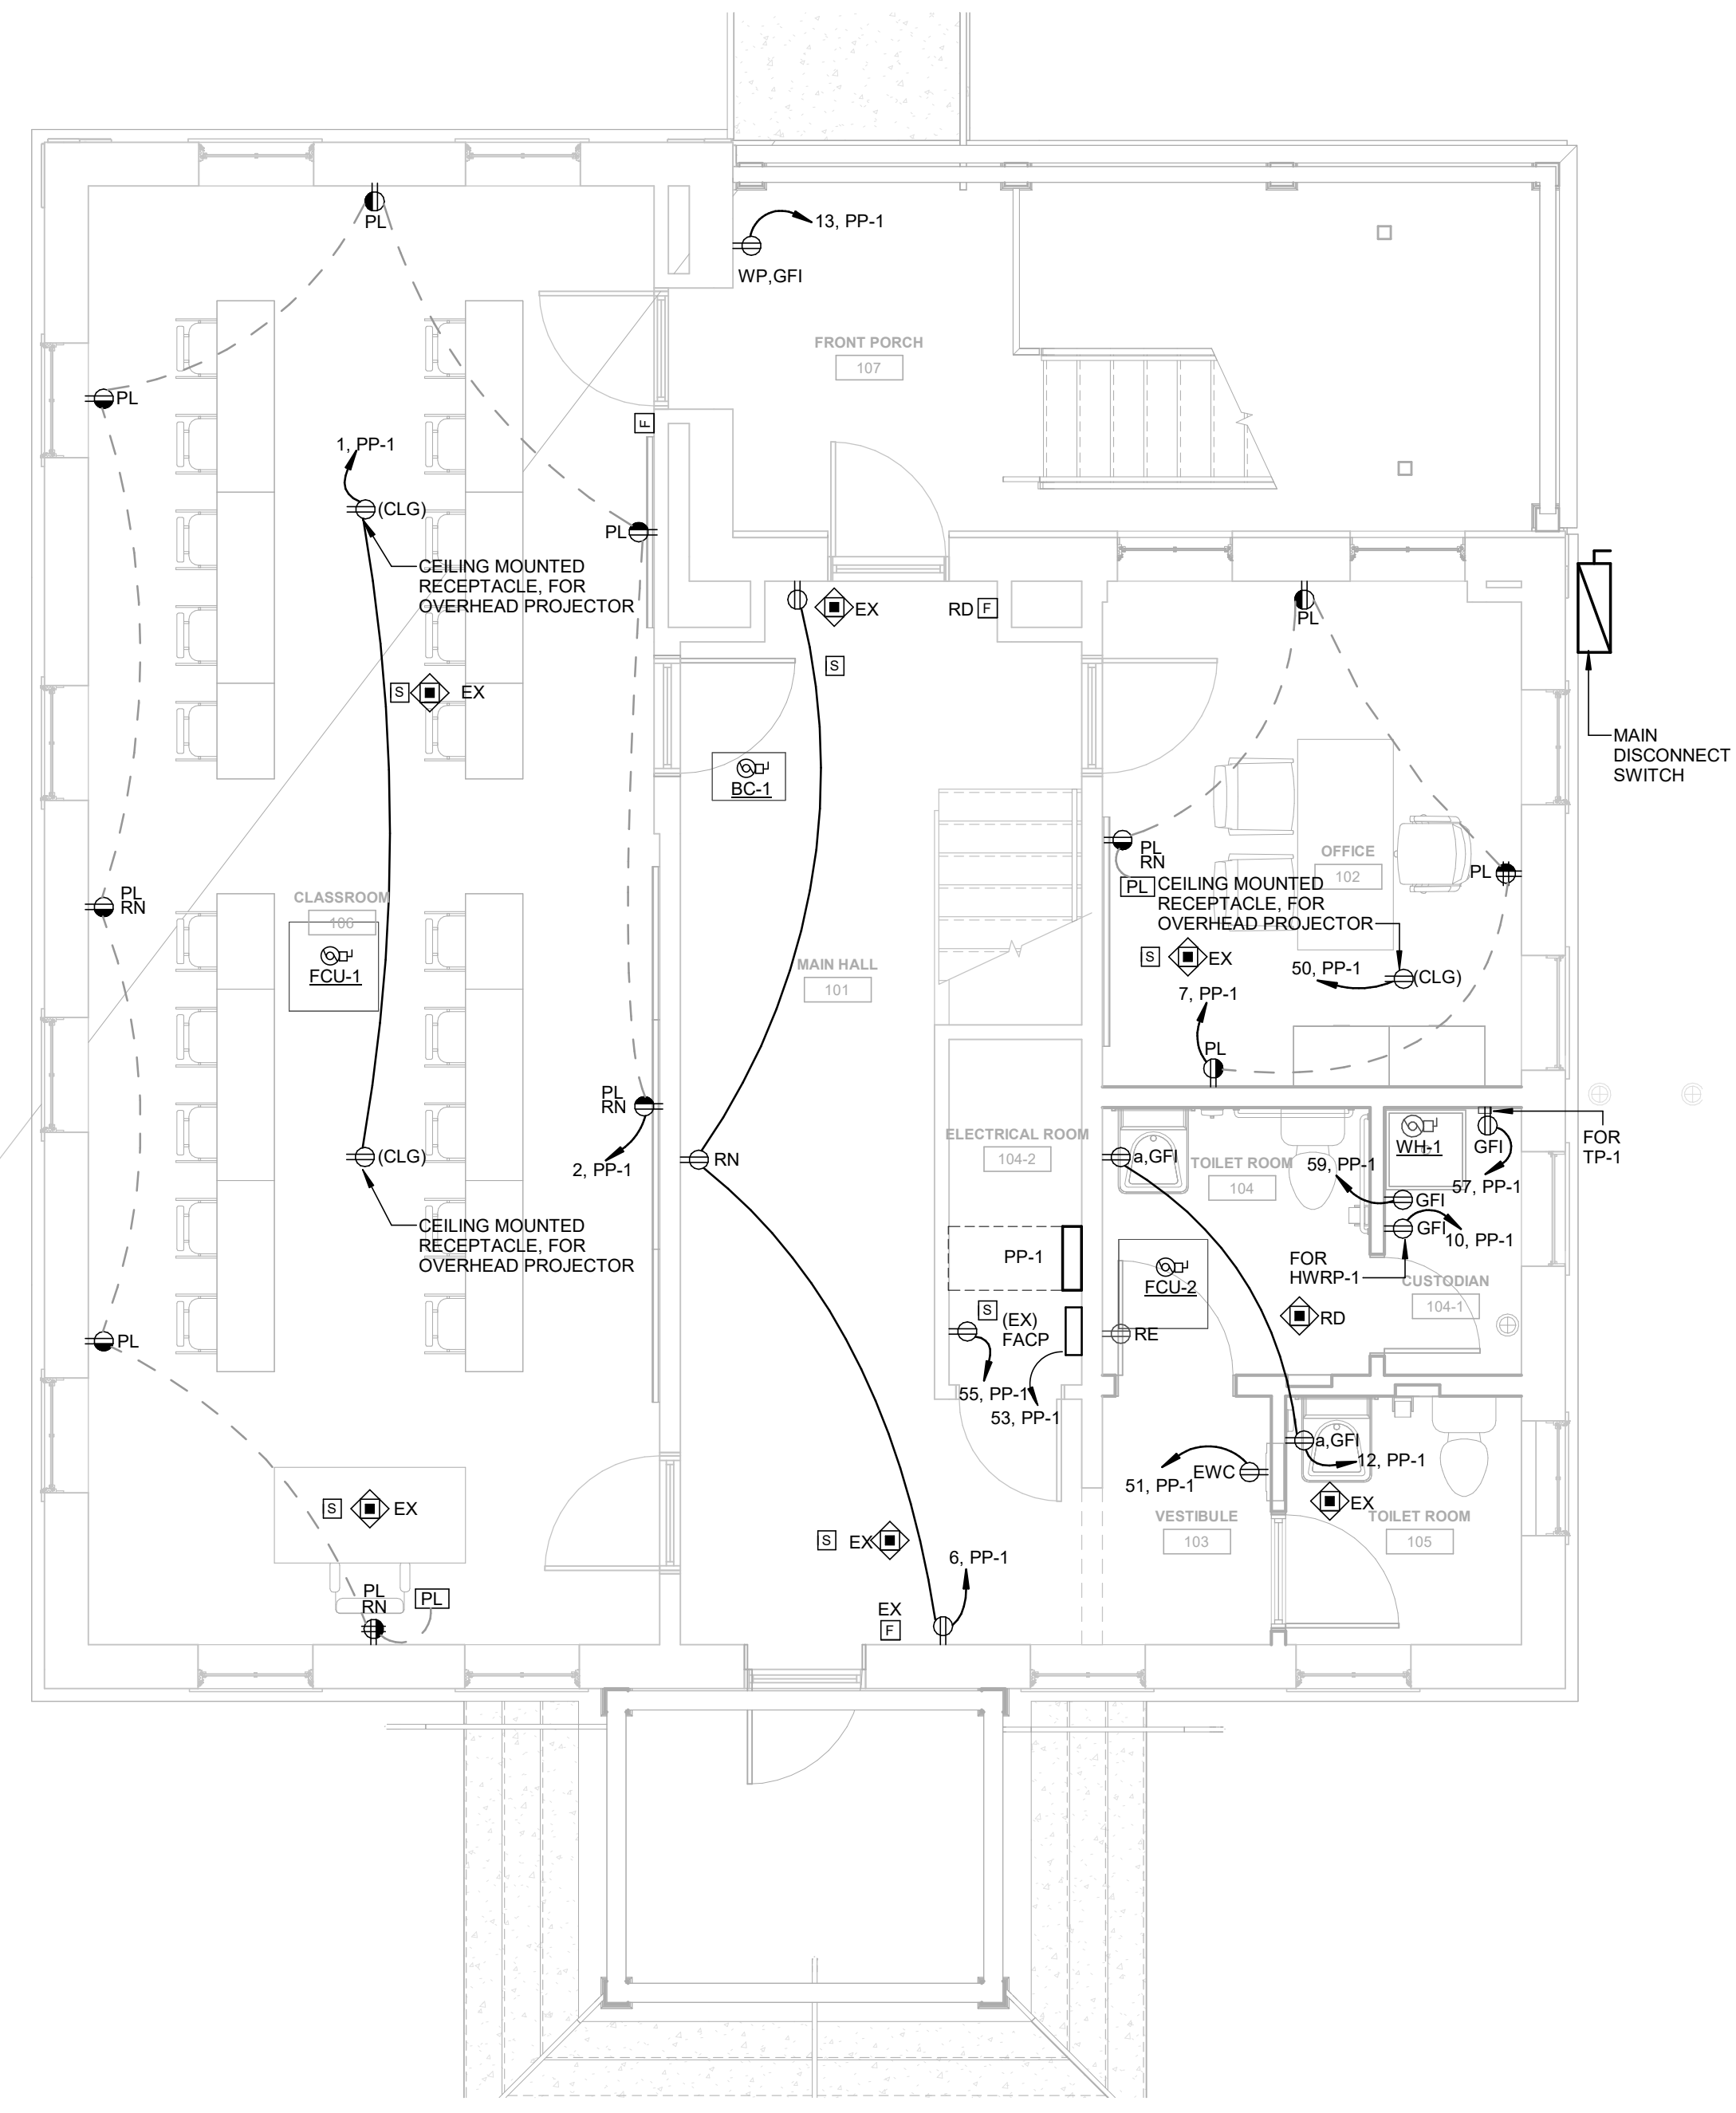 PL
13, PP-1
WP,GFI
FRONT PORCH
107
PL
F
1, PP-1
(CLG)
PL
CEILING MOUNTED
RECEPTACLE, FOR
OVERHEAD PROJECTOR
EX
RD F
PL
S
S
EX
MAIN
DISCONNECT
SWITCH
BC-1
PL
RN
OFFICE
102
PL
PL
CEILING MOUNTED
RECEPTACLE, FOR
OVERHEAD PROJECTOR
PL
RN
CLASSROOM
106
FCU-1
MAIN HALL
101
S
EX
50, PP-1
(CLG)
7, PP-1
PL
PL
RN
2, PP-1
ELECTRICAL ROOM
104-2
(CLG)
RN
a,GFI
TOILET ROOM
104
59, PP-1
WH-1
GFI
57, PP-1
FOR
TP-1
GFI
GFI
10, PP-1
CEILING MOUNTED
RECEPTACLE, FOR
OVERHEAD PROJECTOR
PP-1
FCU-2
FOR
HWRP-1
CUSTODIAN
104-1
S
(EX)
FACP
RD
PL
RE
55, PP-1
53, PP-1
a,GFI
12, PP-1
EWC
51, PP-1
S
EX
EX
VESTIBULE
103
TOILET ROOM
105
S
EX
6, PP-1
PL
RN
PL
EX
F